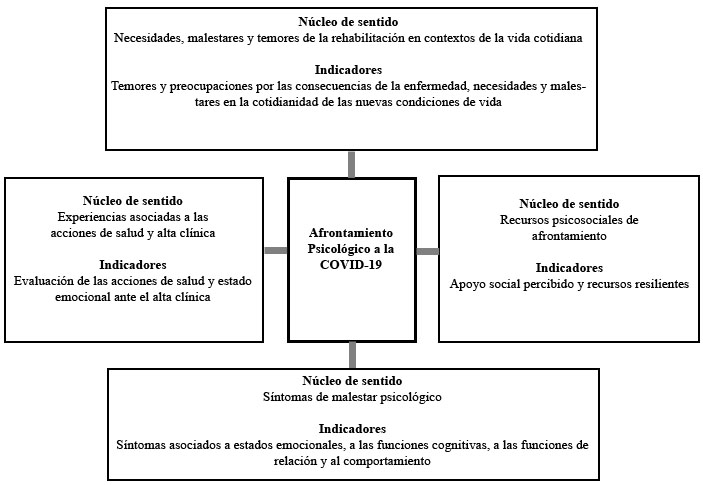 Núcleo de sentido
Necesidades, malestares y temores de la rehabilitación en contextos de la vida cotidiana
Indicadores
Temores y preocupaciones por las consecuencias de la enfermedad, necesidades y males-
tares en la cotidianidad de las nuevas condiciones de vida
Núcleo de sentido
Experiencias asociadas a las
acciones de salud y alta clínica
Indicadores
Evaluación de las acciones de salud y estado
emocional ante el alta clínica
Afrontamiento
Psicológico a la
COVID-19
Núcleo de sentido
Recursos psicosociales de
afrontamiento
Indicadores
Apoyo social percibido y recursos resilientes
Núcleo de sentido
Síntomas de malestar psicológico
Indicadores
Síntomas asociados a estados emocionales, a las funciones cognitivas, a las funciones de
relación y al comportamiento